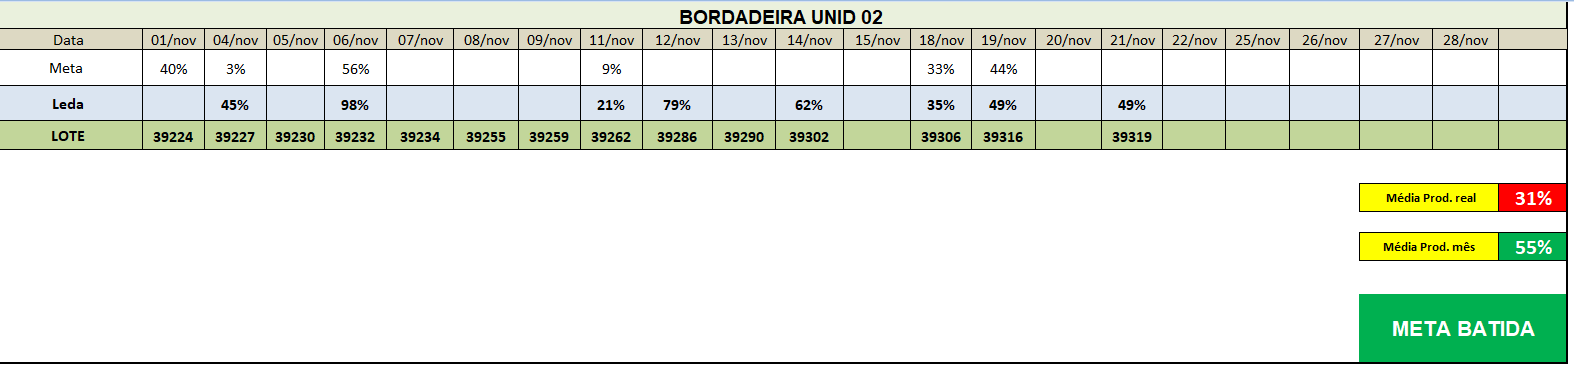 BORDADEIRA UNID 02
Data 01/nov 04/nov 05/nov 06/nov 07/nov 08/nov 09/nov 11/nov 12/nov 13/nov 14/nov 15/nov 18/nov 19/nov 20/nov 21/nov 22/nov 25/nov 26/nov 27/nov 28/nov
Meta 40% 3% 56% 9% 33% 44%
Leda 45% 98% 21% 79% 62% 35% 49% 49%
LOTE 39224 39227 39230 39232 39234 39255 39259 39262 39286 39290 39302 39306 39316 39319
Média Prod. real 31%
Média Prod. mês 55%
META BATIDA